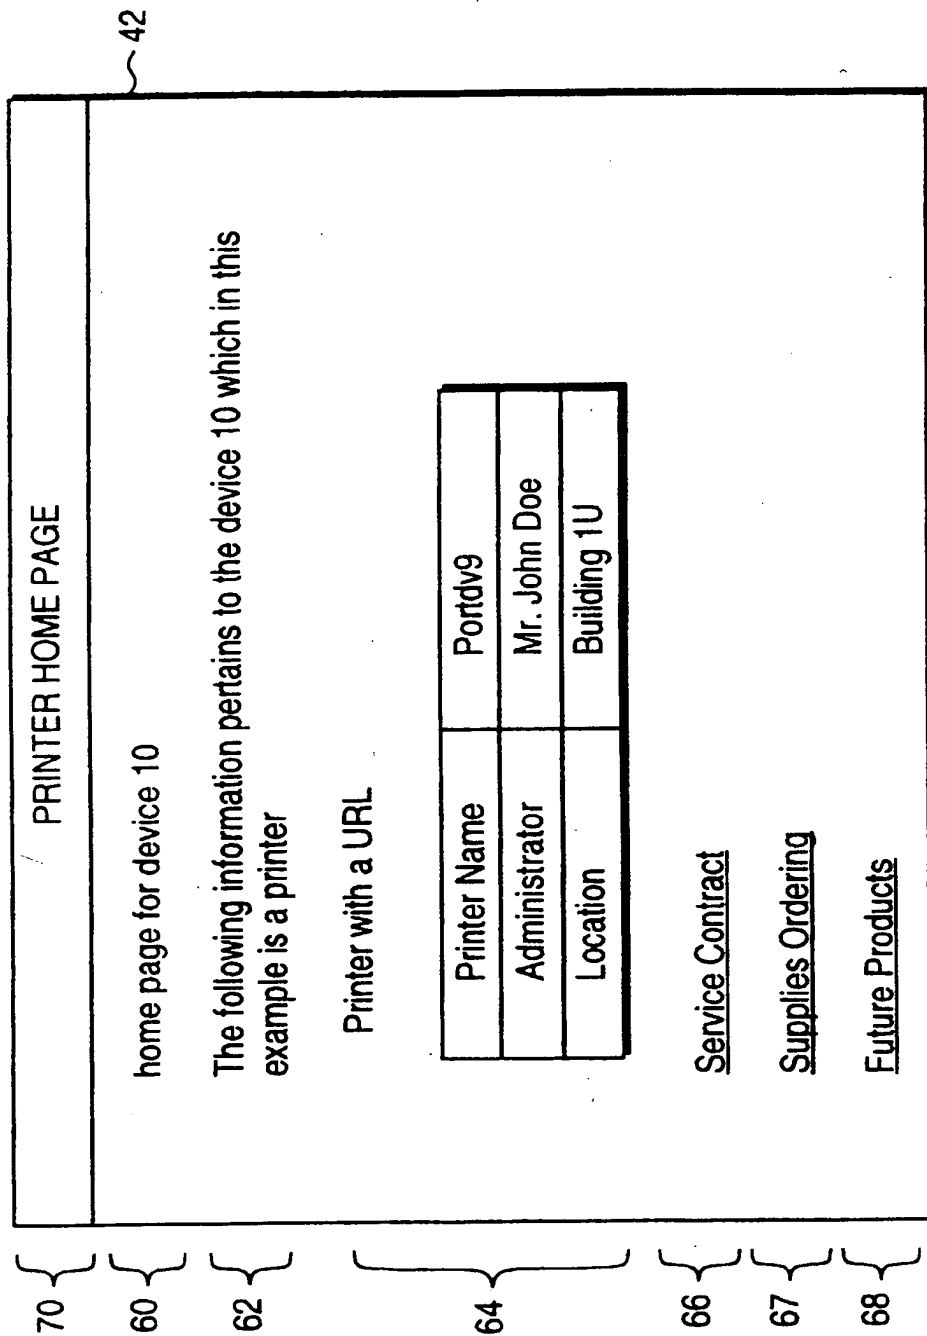 70 PRINTER HOME PAGE
42
60 home page for device 10
62 The following information pertains to the device 10 which in this
example is a printer
Printer with a URL
64
Printer Name Portdv9
Administrator Mr. John Doe
Location Building 1U
66 Service Contract
67 Supplies Ordering
68 Future Products